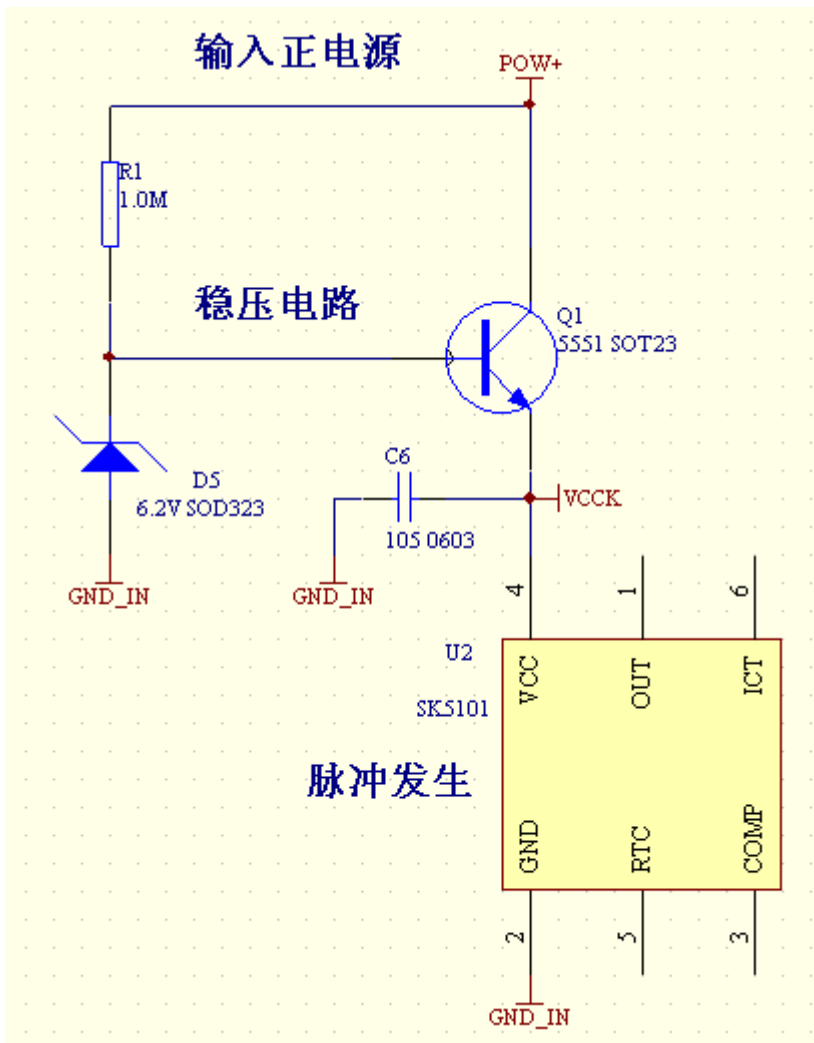 输入正电源
POW+
R1
1.0M
稳压电路
Q1
5551 SOT23
D5
6.2V SOD323
C6
105 0603
VCCK
GND_IN
GND_IN
4
1
6
U2
SK5101
VCC
OUT
ICT
脉冲发生
GND
RTC
COMP
2
5
3
GND_IN